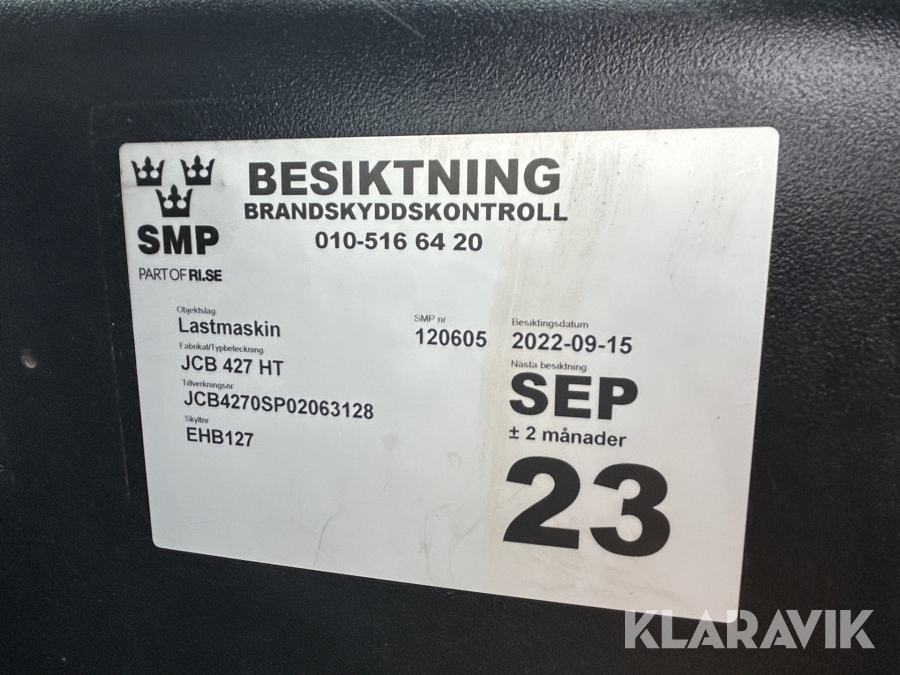 BESIKTNING
BRANDSKYDDSKONTROLL
010-516 64 20
SMP
PART OF RI.SE
Objektslag
Lastmaskin
Fabrikat/Typbeteckning
JCB 427 HT
Tillverkningsnr
JCB4270SP02063128
Skyltnr
EHB127
SMP nr
120605
Besiktingsdatum
2022-09-15
Nästa besiktning
SEP
± 2 månader
23
KLARAVIK